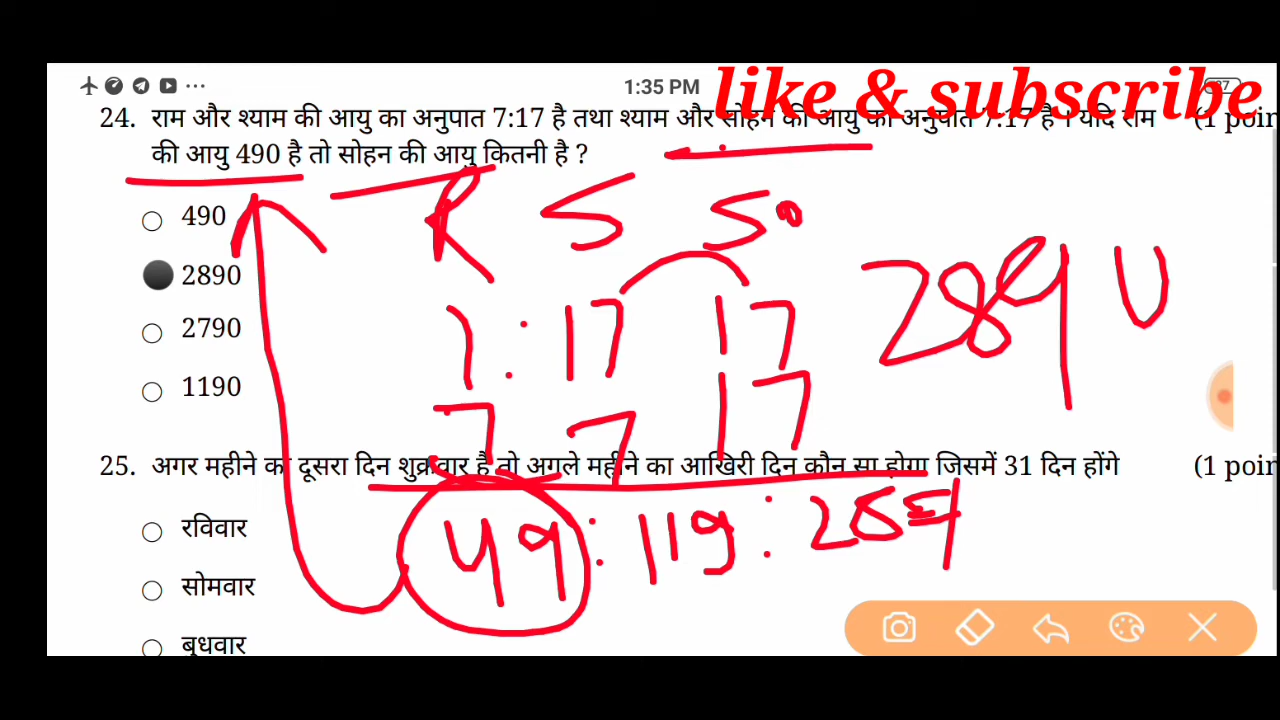 1:35 PM
like & subscribe
24. राम और श्याम की आयु का अनुपात 7:17 है तथा श्याम और सोहन की आयु का अनुपात 7:17 है । यदि राम (1 poin
की आयु 490 है तो सोहन की आयु कितनी है ?
490
2890
2790
1190
R S So
7 : 17 17
7 7 17
49 : 119 : 289
2890
25. अगर महीने का दूसरा दिन शुक्रवार है तो अगले महीने का आखिरी दिन कौन सा होगा जिसमें 31 दिन होंगे (1 poin
रविवार
सोमवार
बुधवार